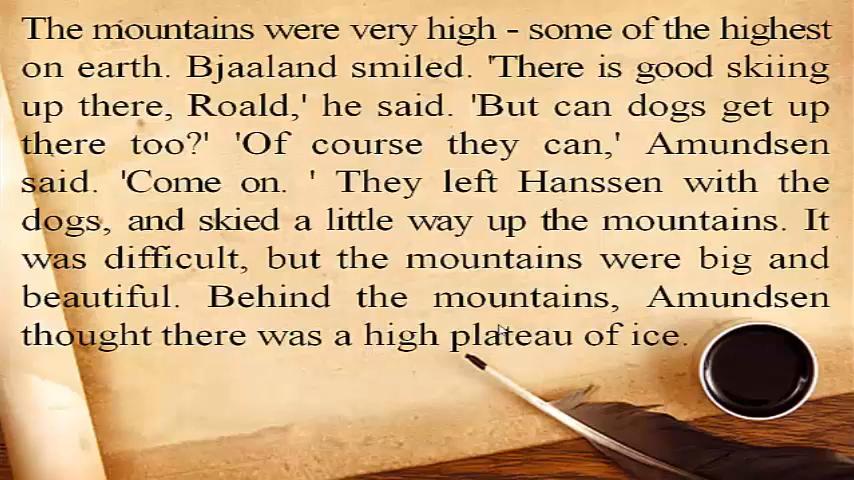 The mountains were very high - some of the highest
on earth. Bjaaland smiled. 'There is good skiing
up there, Roald,' he said. 'But can dogs get up
there too?' 'Of course they can,' Amundsen
said. 'Come on. ' They left Hanssen with the
dogs, and skied a little way up the mountains. It
was difficult, but the mountains were big and
beautiful. Behind the mountains, Amundsen
thought there was a high plateau of ice.